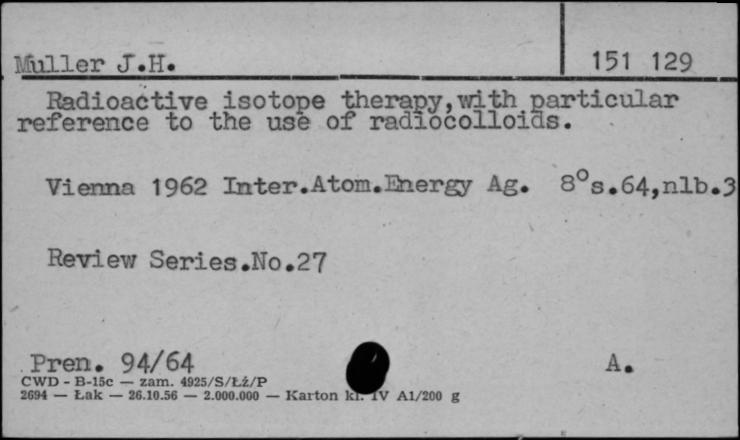 Muller J.H.
151 129
Radioactive isotope therapy,with particular
reference to the use of radiocolloids.
Vienna 1962 Inter.Atom.Energy Ag. 8°s.64,nlb.3
Review Series.No.27
Pren. 94/64
A.
CWD - B-15c — zam. 4925/S/Łż/P
2694 — Łak — 26.10.56 — 2.000.000 — Karton kl. IV A1/200 g